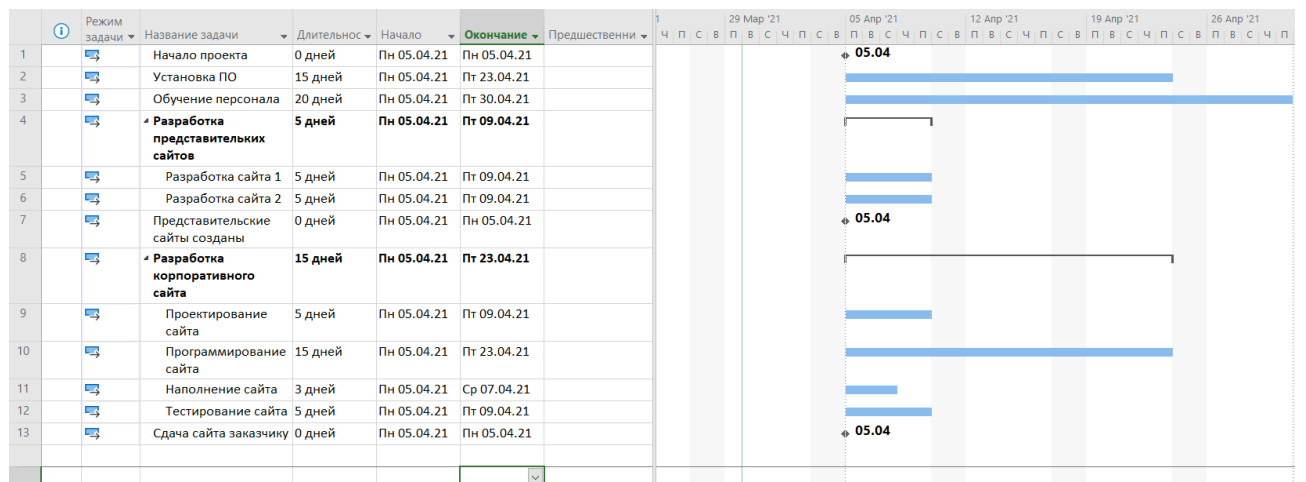 1 29 Мар '21 05 Апр '21 12 Апр '21 19 Апр '21 26 Апр '21
Режим
задачи Название задачи Длительнос Начало Окончание Предшественни Ч П С В П В С Ч П С В П В С Ч П С В П В С Ч П С В П В С Ч П С В П В С Ч П
1 Начало проекта 0 дней Пн 05.04.21 Пн 05.04.21 05.04
2 Установка ПО 15 дней Пн 05.04.21 Пт 23.04.21
3 Обучение персонала 20 дней Пн 05.04.21 Пт 30.04.21
4 Разработка 5 дней Пн 05.04.21 Пт 09.04.21
представительких
сайтов
5 Разработка сайта 1 5 дней Пн 05.04.21 Пт 09.04.21
6 Разработка сайта 2 5 дней Пн 05.04.21 Пт 09.04.21
7 Представительские 0 дней Пн 05.04.21 Пн 05.04.21 05.04
сайты созданы
8 Разработка 15 дней Пн 05.04.21 Пт 23.04.21
корпоративного
сайта
9 Проектирование 5 дней Пн 05.04.21 Пт 09.04.21
сайта
10 Программирование 15 дней Пн 05.04.21 Пт 23.04.21
сайта
11 Наполнение сайта 3 дней Пн 05.04.21 Ср 07.04.21
12 Тестирование сайта 5 дней Пн 05.04.21 Пт 09.04.21
13 Сдача сайта заказчику 0 дней Пн 05.04.21 Пн 05.04.21 05.04